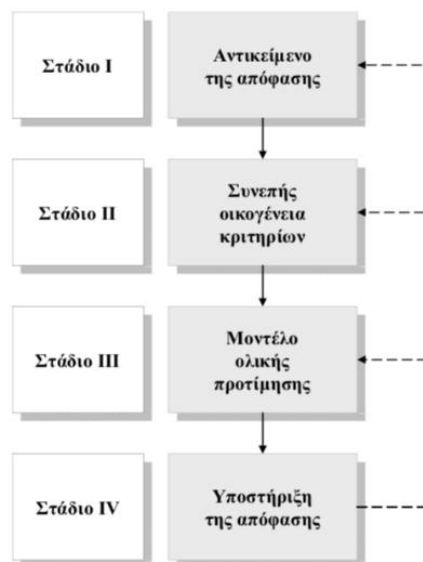 Στάδιο I
Αντικείμενο
της απόφασης
Στάδιο II
Συνεπής
οικογένεια
κριτηρίων
Στάδιο III
Μοντέλο
ολικής
προτίμησης
Στάδιο IV
Υποστήριξη
της απόφασης